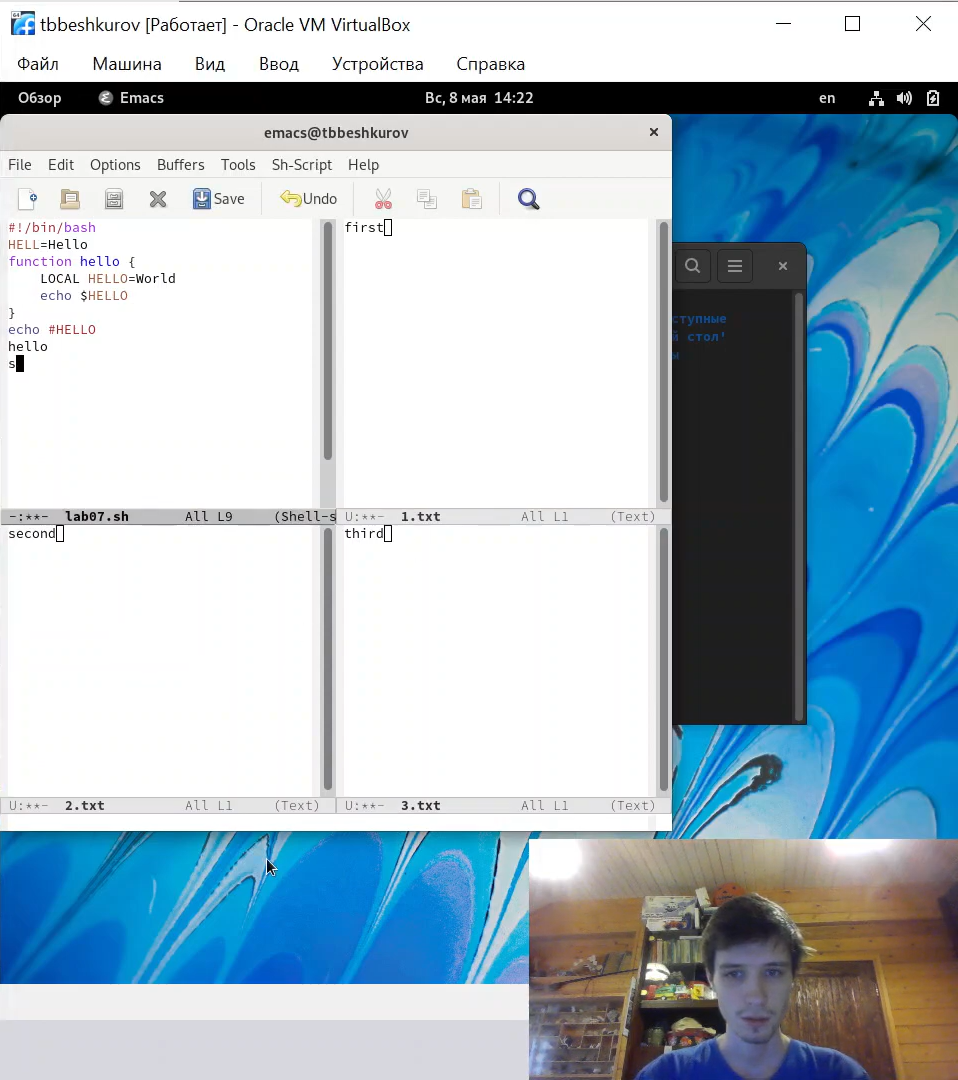 tbbeshkurov [Работает] - Oracle VM VirtualBox
Файл Машина Вид Ввод Устройства Справка
Обзор Emacs Вс, 8 мая 14:22 en
emacs@tbbeshkurov
File Edit Options Buffers Tools Sh-Script Help
Save Undo
#!/bin/bash
HELL=Hello
function hello {
LOCAL HELLO=World
echo $HELLO
}
echo #HELLO
hello
s
-:**- lab07.sh All L9 (Shell-s
first
U:**- 1.txt All L1 (Text)
second
U:**- 2.txt All L1 (Text)
third
U:**- 3.txt All L1 (Text)
ступные
й стол'
ы